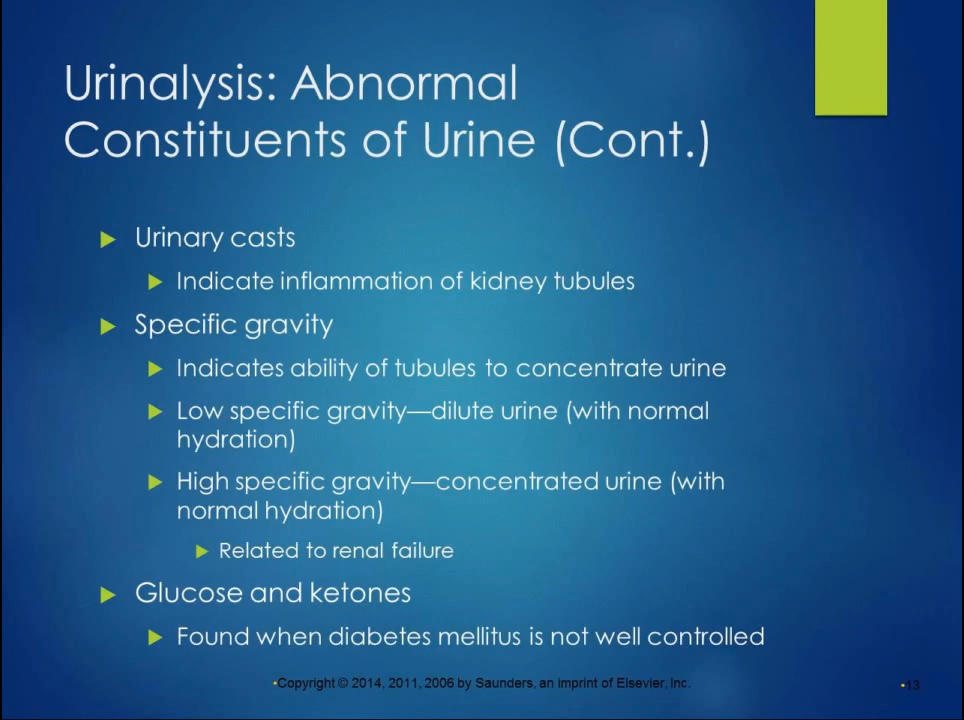 Urinalysis: Abnormal
Constituents of Urine (Cont.)
Urinary casts
Indicate inflammation of kidney tubules
Specific gravity
Indicates ability of tubules to concentrate urine
Low specific gravity—dilute urine (with normal
hydration)
High specific gravity—concentrated urine (with
normal hydration)
Related to renal failure
Glucose and ketones
Found when diabetes mellitus is not well controlled
•Copyright © 2014, 2011, 2006 by Saunders, an imprint of Elsevier, Inc.
•13